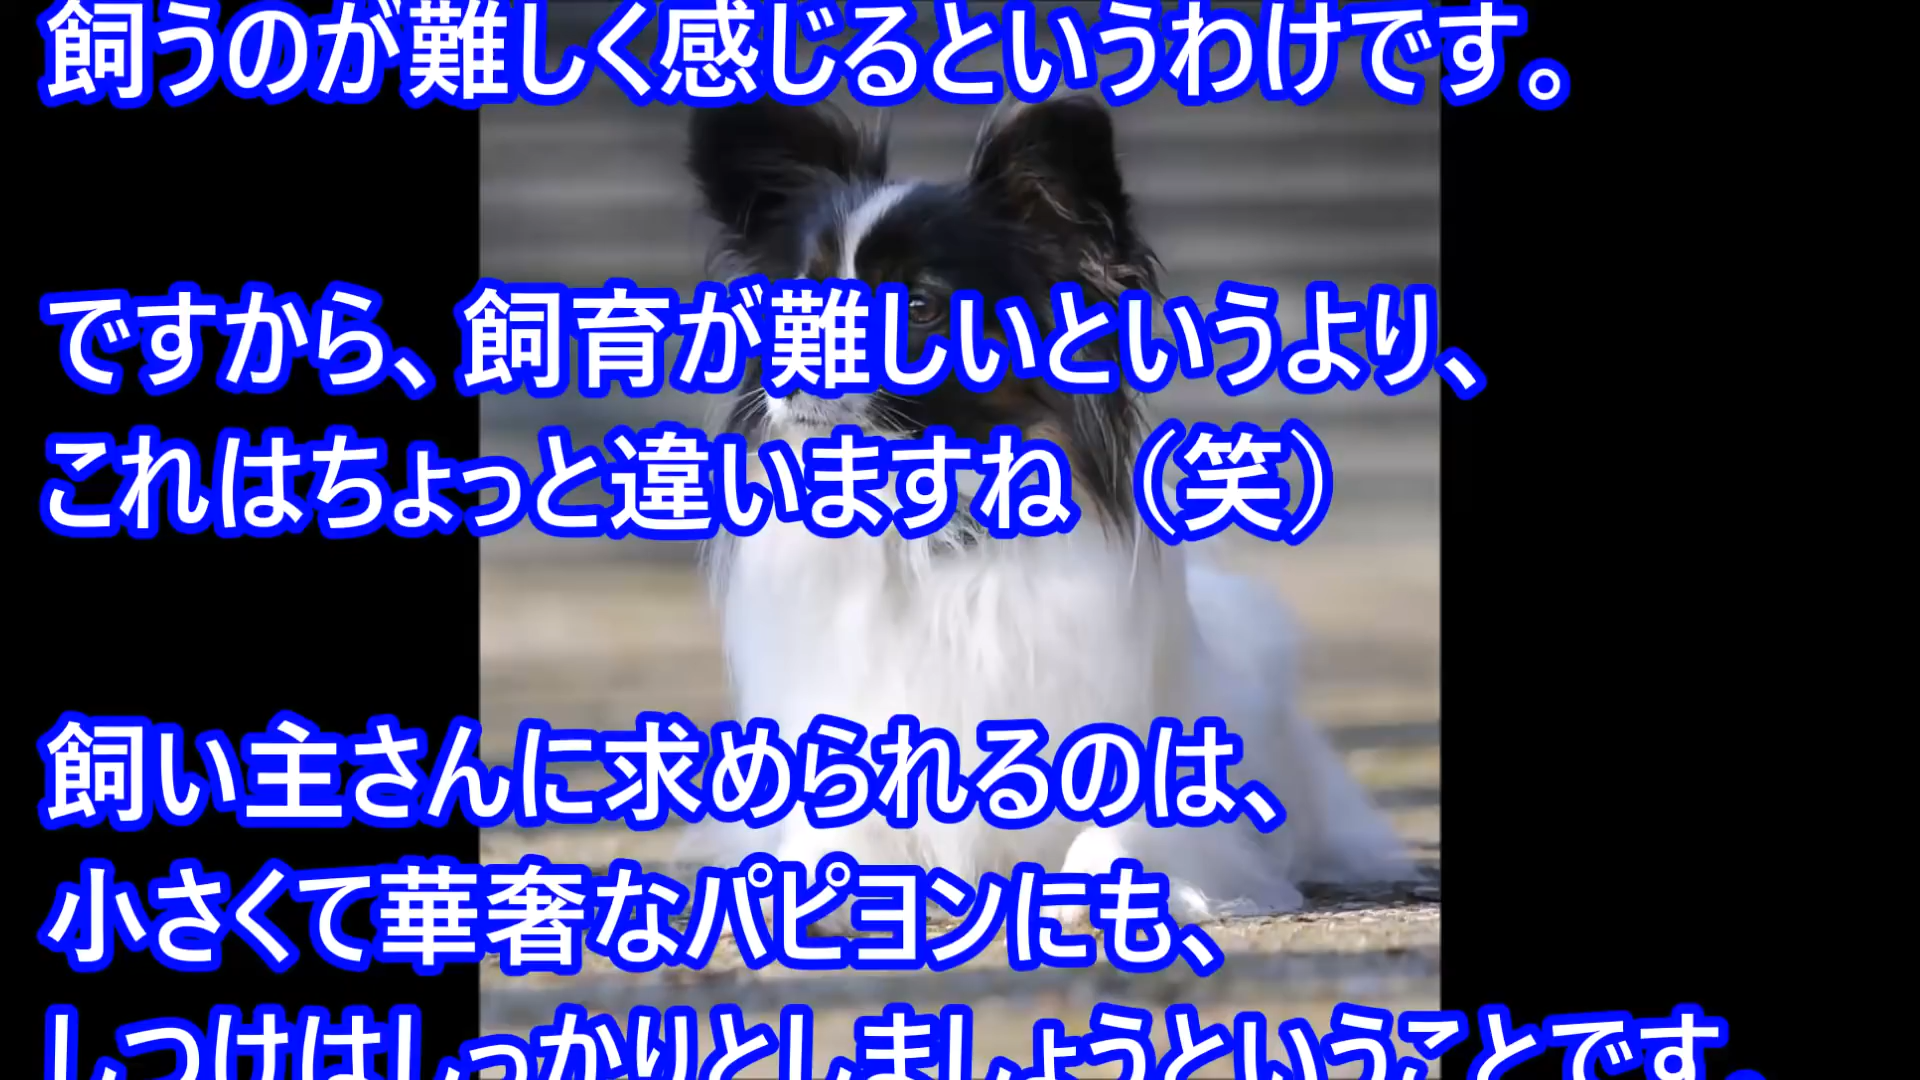 飼うのが難しく感じるというわけです。
ですから、飼育が難しいというより、
これはちょっと違いますね（笑）
飼い主さんに求められるのは、
小さくて華奢なパピヨンにも、
しつけはしっかりとしましょうということです。